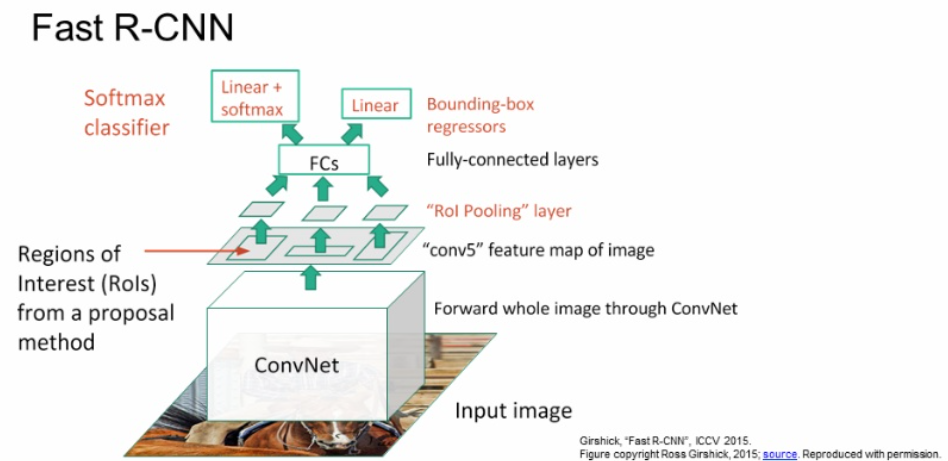 Fast R-CNN
Softmax
classifier
Linear +
softmax
Linear
Bounding-box
regressors
FCs
Fully-connected layers
"RoI Pooling" layer
Regions of
Interest (RoIs)
from a proposal
method
"conv5" feature map of image
Forward whole image through ConvNet
ConvNet
Input image
Girshick, "Fast R-CNN", ICCV 2015.
Figure copyright Ross Girshick, 2015; source. Reproduced with permission.